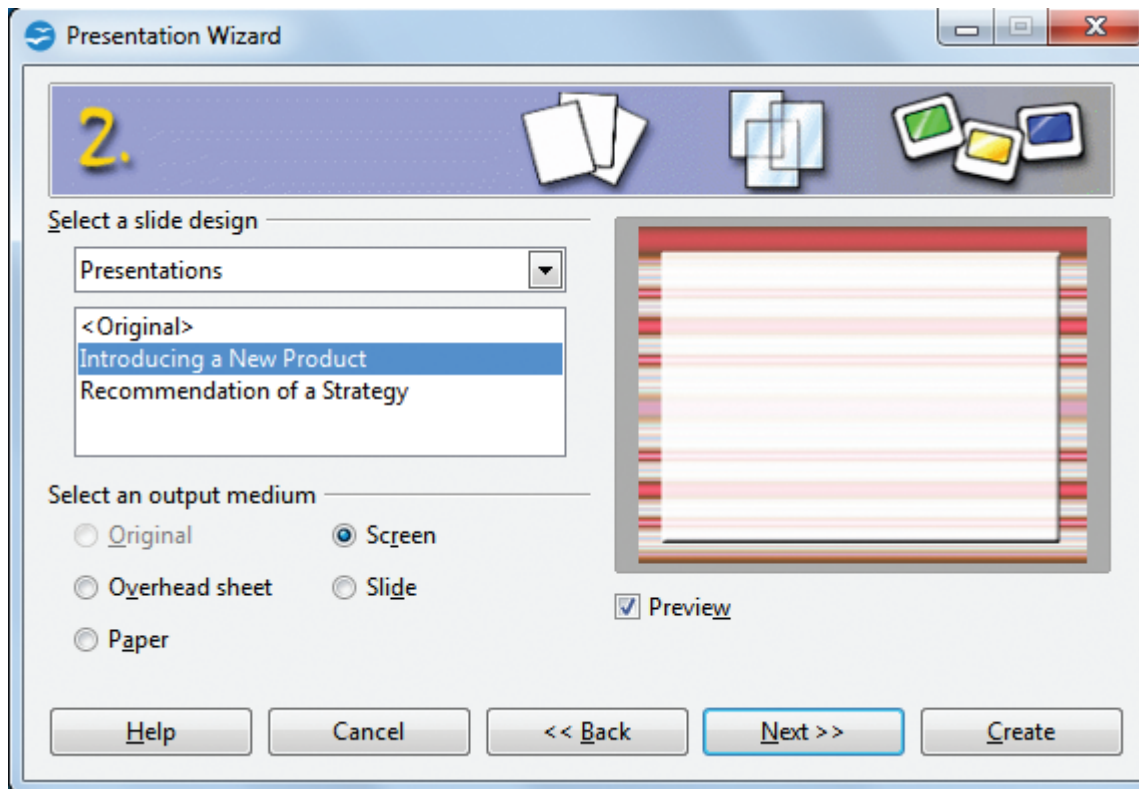 Presentation Wizard
2.
Select a slide design
Presentations
<Original>
Introducing a New Product
Recommendation of a Strategy
Select an output medium
Original
Screen
Overhead sheet
Slide
Paper
Preview
Help
Cancel
<< Back
Next >>
Create